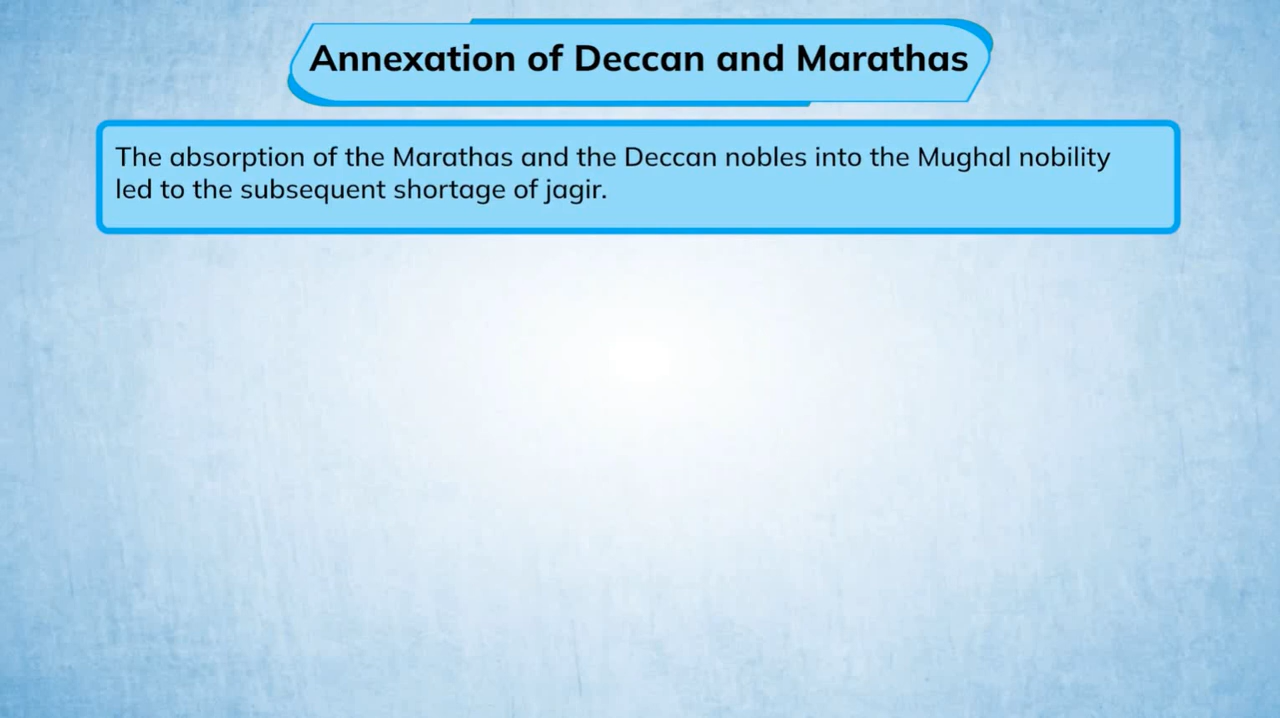 Annexation of Deccan and Marathas
The absorption of the Marathas and the Deccan nobles into the Mughal nobility
led to the subsequent shortage of jagir.